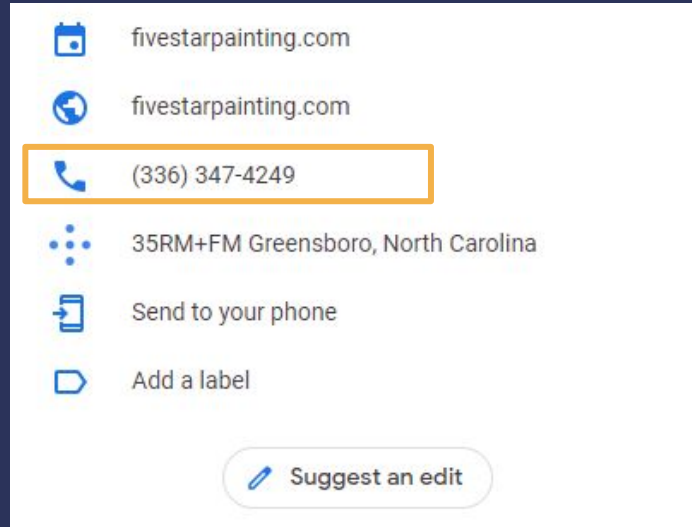 fivestarpainting.com
fivestarpainting.com
(336) 347-4249
35RM+FM Greensboro, North Carolina
Send to your phone
Add a label
Suggest an edit